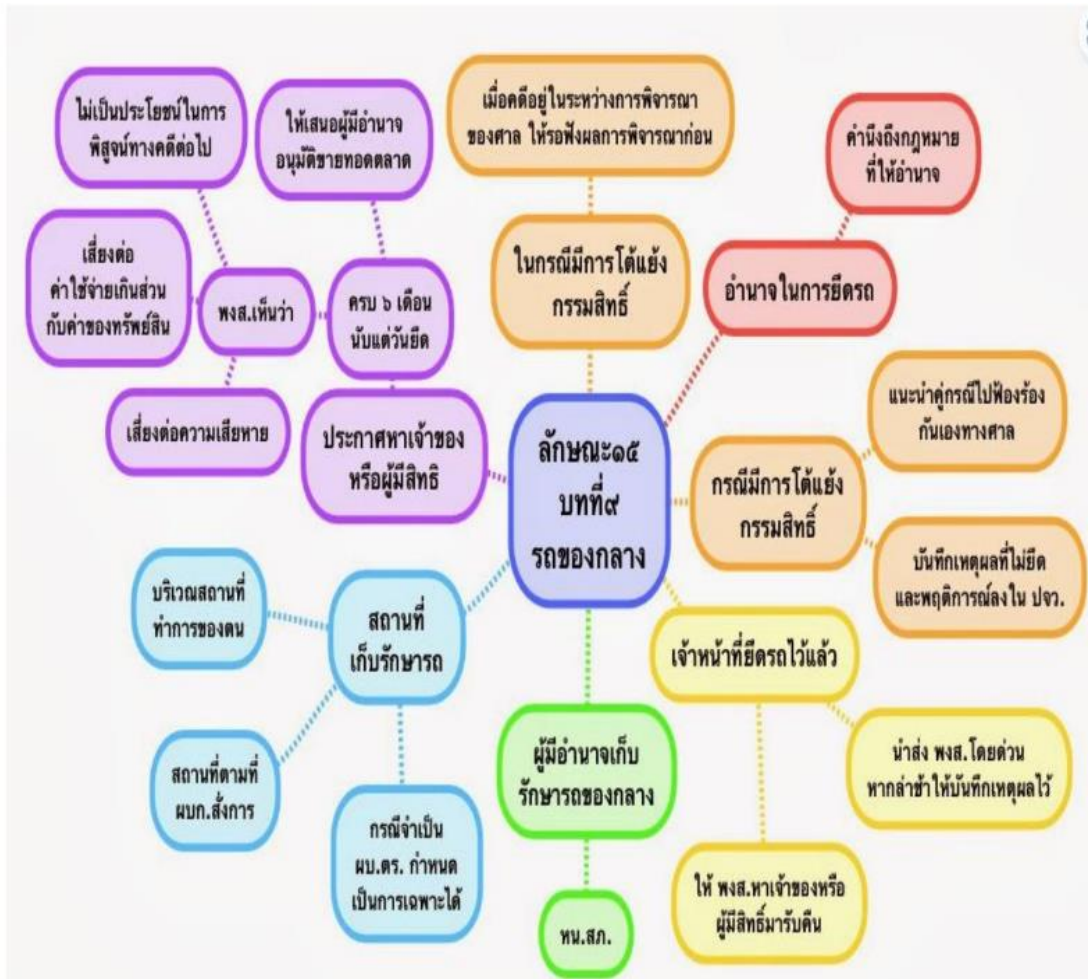 ไม่เป็นประโยชน์ในการ
พิสูจน์ทางคดีต่อไป
ให้เสนอผู้มีอำนาจ
อนุมัติขายทอดตลาด
เมื่อคดีอยู่ในระหว่างการพิจารณา
ของศาล ให้รอฟังผลการพิจารณาก่อน
คำนึงถึงกฎหมาย
ที่ให้อำนาจ
เสี่ยงต่อ
ค่าใช้จ่ายเกินส่วน
กับค่าของทรัพย์สิน
พงส.เห็นว่า
ครบ ๖ เดือน
นับแต่วันยึด
ในกรณีมีการโต้แย้ง
กรรมสิทธิ์
อำนาจในการยึดรถ
เสี่ยงต่อความเสียหาย
ประกาศหาเจ้าของ
หรือผู้มีสิทธิ
ลักษณะ๑๕
บทที่๙
รถของกลาง
แนะนำคู่กรณีไปฟ้องร้อง
กันเองทางศาล
กรณีมีการโต้แย้ง
กรรมสิทธิ์
บันทึกเหตุผลที่ไม่ยึด
และพฤติการณ์ลงใน ปจว.
บริเวณสถานที่
ทำการของตน
สถานที่
เก็บรักษารถ
เจ้าหน้าที่ยึดรถไว้แล้ว
สถานที่ตามที่
ผบก.สั่งการ
กรณีจำเป็น
ผบ.ตร. กำหนด
เป็นการเฉพาะได้
ผู้มีอำนาจเก็บ
รักษารถของกลาง
นำส่ง พงส.โดยด่วน
หากล่าช้าให้บันทึกเหตุผลไว้
ให้ พงส.หาเจ้าของหรือ
ผู้มีสิทธิ์มารับคืน
หน.สภ.